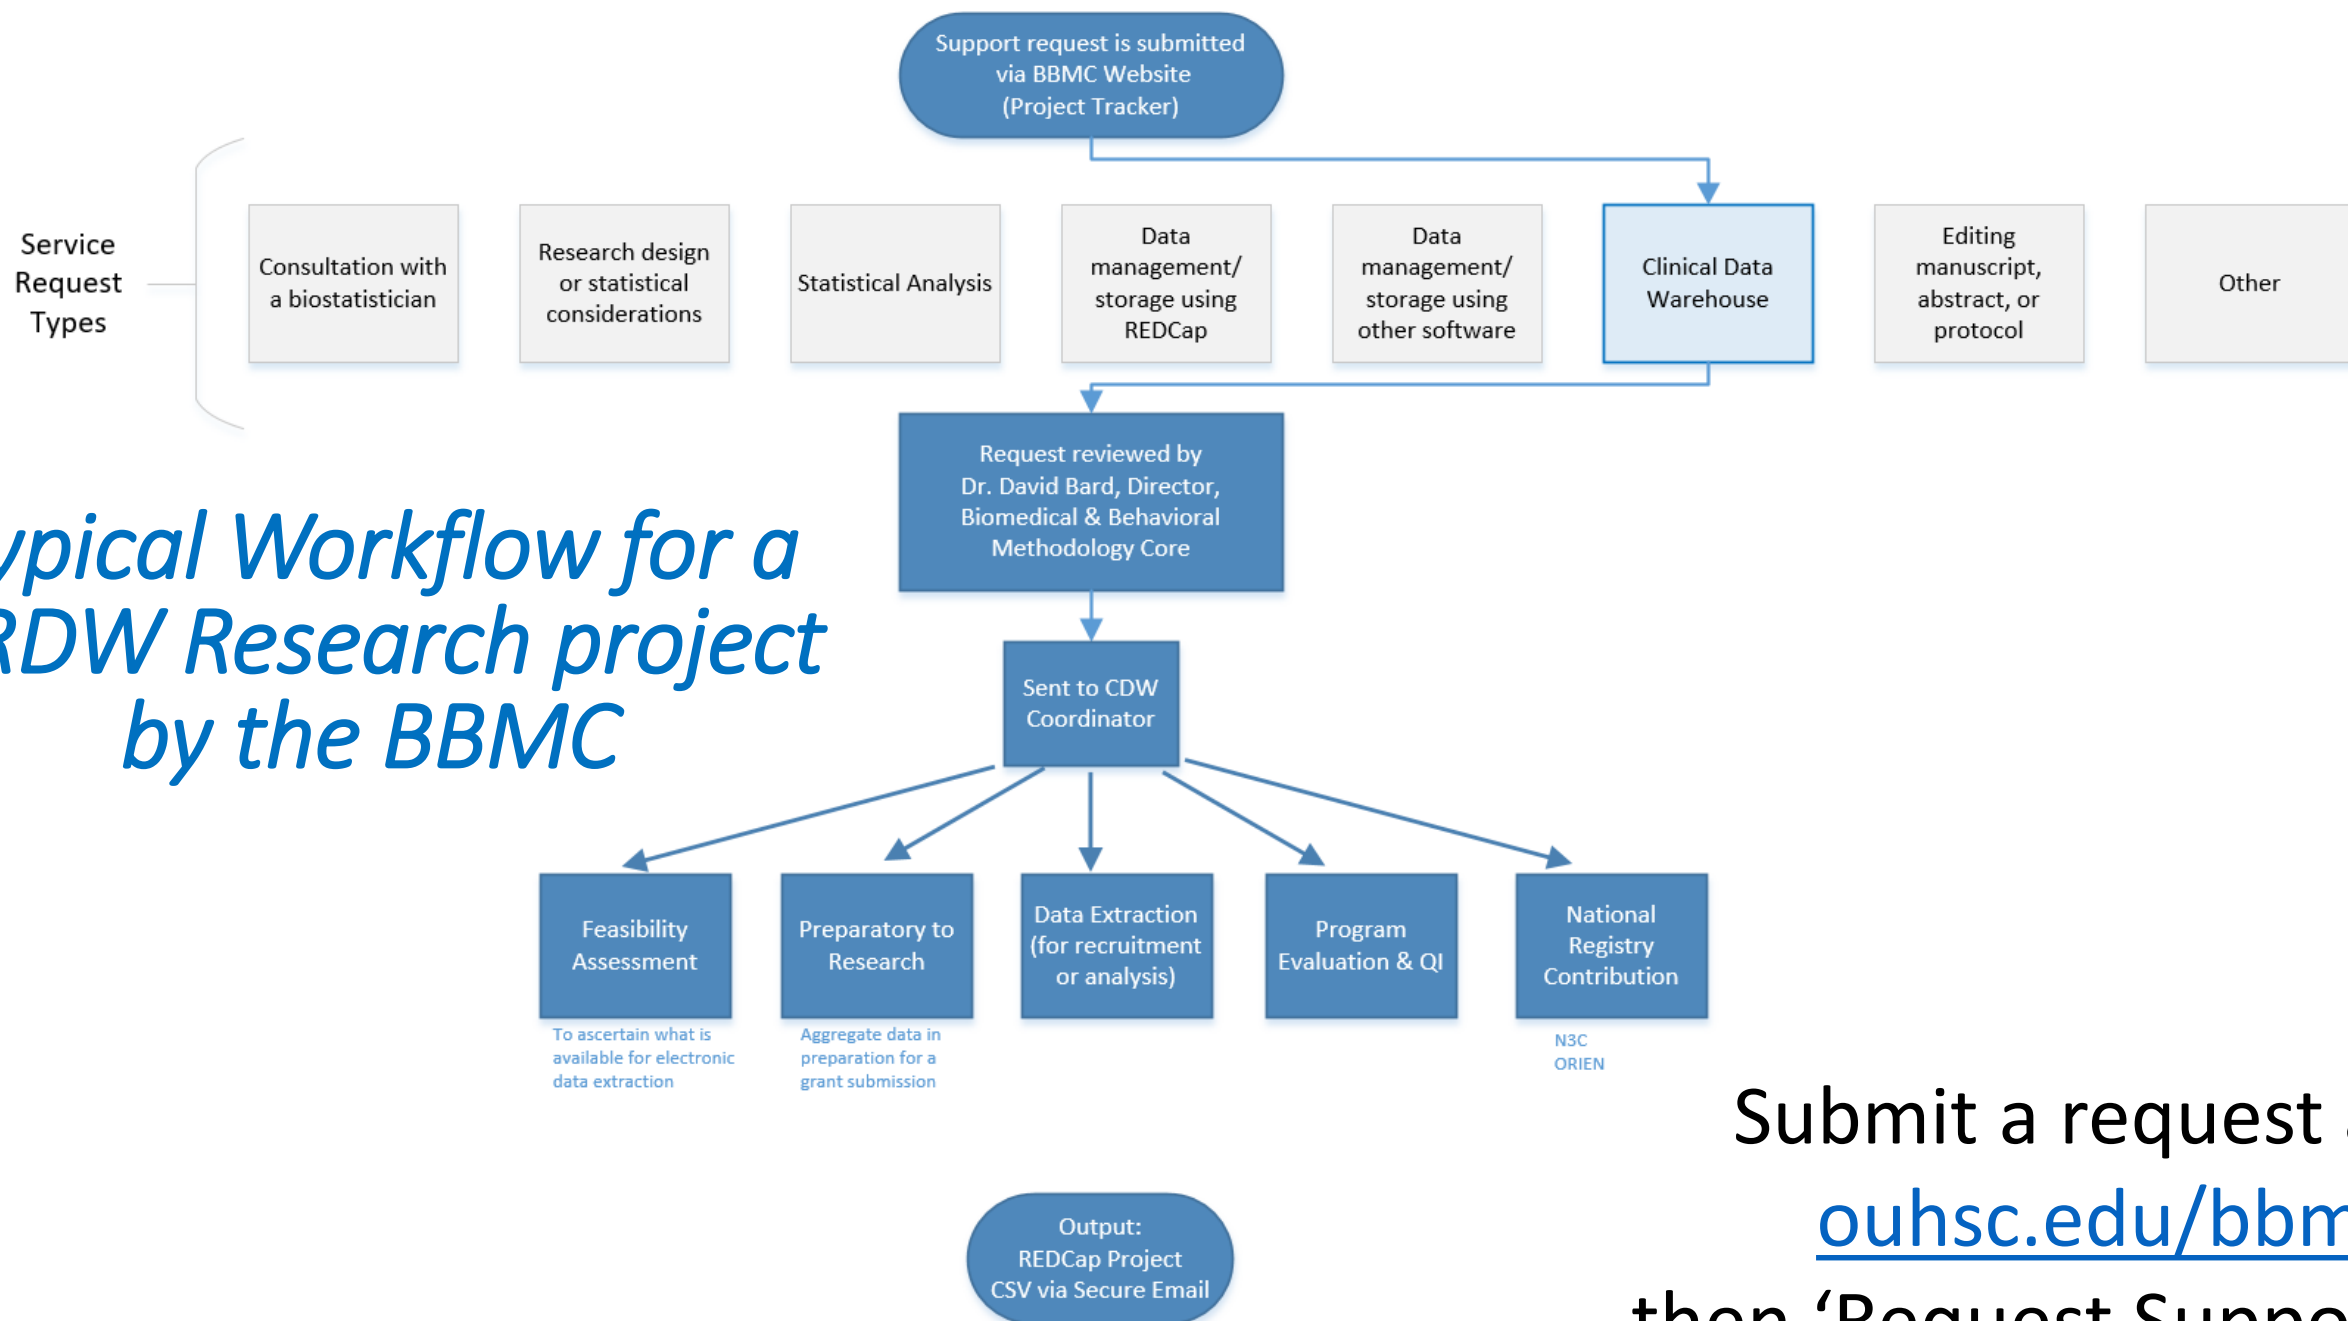 Support request is submitted
via BBMC Website
(Project Tracker)
Service
Request
Types
Consultation with
a biostatistician
Research design
or statistical
considerations
Statistical Analysis
Data
management/
storage using
REDCap
Data
management/
storage using
other software
Clinical Data
Warehouse
Editing
manuscript,
abstract, or
protocol
Other
Request reviewed by
Dr. David Bard, Director,
Biomedical & Behavioral
Methodology Core
ypical Workflow for a
RDW Research project
by the BBMC
Sent to CDW
Coordinator
Feasibility
Assessment
Preparatory to
Research
Data Extraction
(for recruitment
or analysis)
Program
Evaluation & QI
National
Registry
Contribution
To ascertain what is
available for electronic
data extraction
Aggregate data in
preparation for a
grant submission
N3C
ORIEN
Submit a request
ouhsc.edu/bbm
then ‘Request Suppo
Output:
REDCap Project
CSV via Secure Email